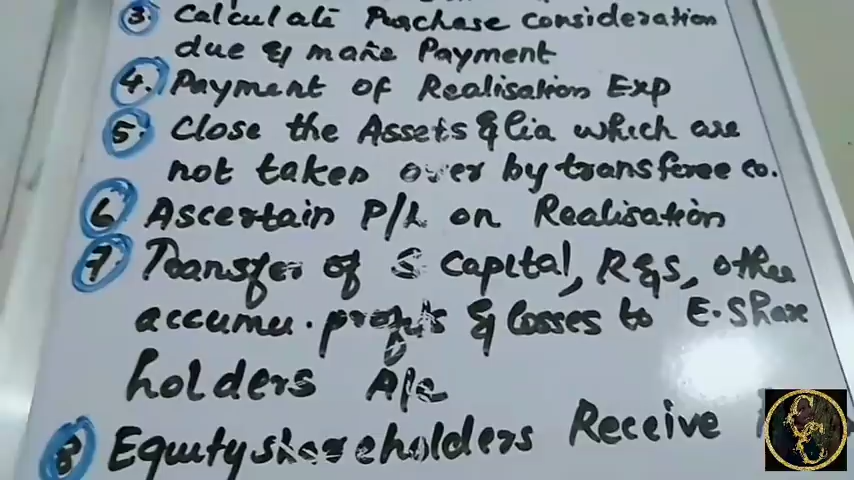 3. Calculate Purchase consideration
due & make Payment
4. Payment of Realisation Exp
5. Close the Assets & lia which are
not taken over by transferee co.
6 Ascertain P/L on Realisation
7 Transfer of S capital, R&S, other
accumu. profits & losses to E. Share
holders A/c
8 Equity shareholders Receive